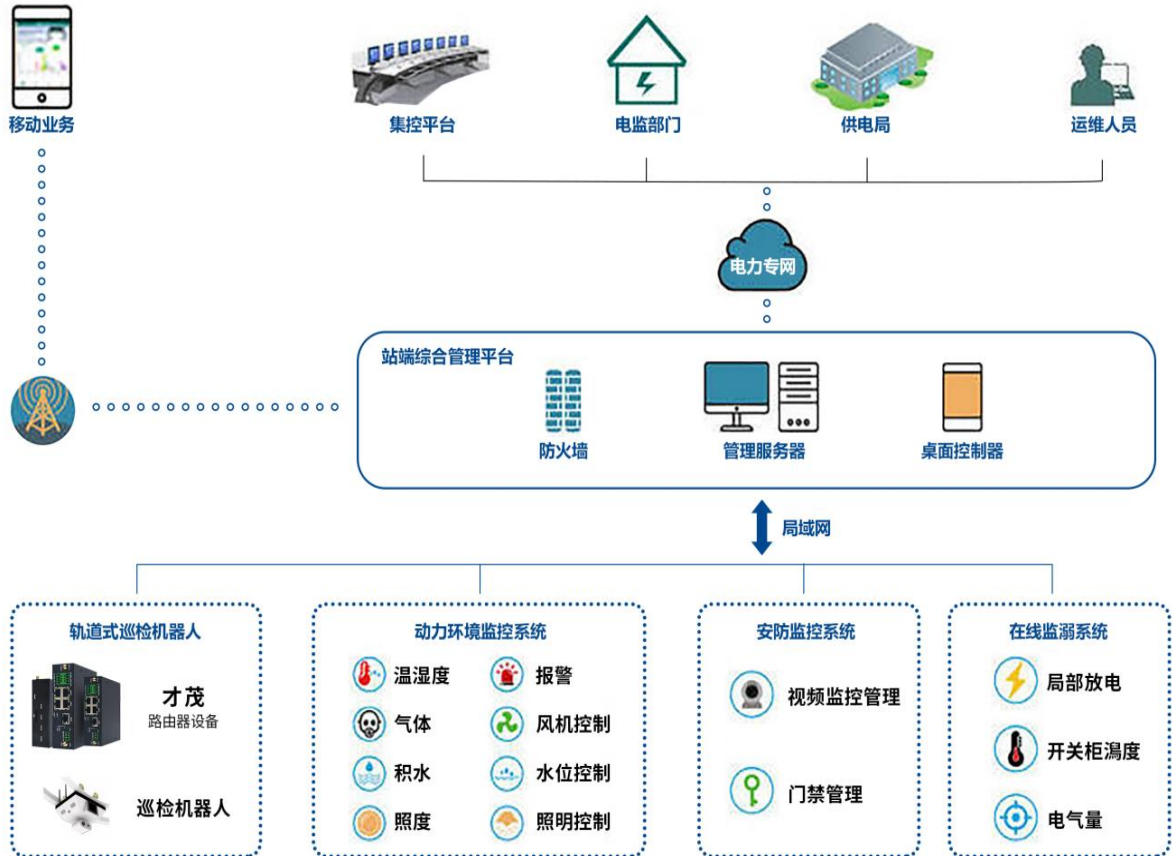 移动业务
集控平台
电监部门
供电局
运维人员
电力专网
站端综合管理平台
防火墙
管理服务器
桌面控制器
局域网
轨道式巡检机器人
才茂
路由器设备
巡检机器人
动力环境监控系统
温湿度
报警
气体
风机控制
积水
水位控制
照度
照明控制
安防监控系统
视频监控管理
门禁管理
在线监溺系统
局部放电
开关柜潟度
电气量